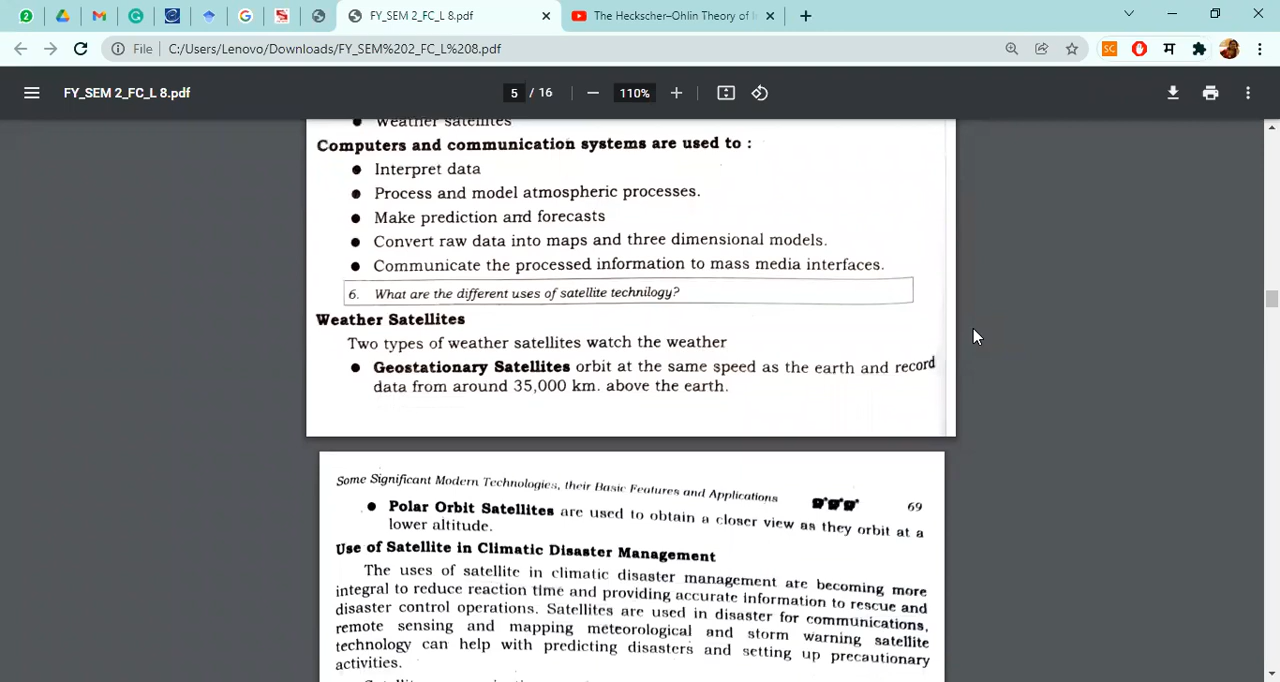 FY_SEM 2_FC_L 8.pdf
The Heckscher–Ohlin Theory of I
File
C:/Users/Lenovo/Downloads/FY_SEM%202_FC_L%208.pdf
SC
म
FY_SEM 2_FC_L 8.pdf
5 / 16
110%
Weather satellites
Computers and communication systems are used to :
● Interpret data
● Process and model atmospheric processes.
● Make prediction and forecasts
● Convert raw data into maps and three dimensional models.
● Communicate the processed information to mass media interfaces.
6. What are the different uses of satellite technilogy?
Weather Satellites
Two types of weather satellites watch the weather
● Geostationary Satellites orbit at the same speed as the earth and record
data from around 35,000 km. above the earth.
Some Significant Modern Technologies, their Basic Features and Applications
69
● Polar Orbit Satellites are used to obtain a closer view as they orbit at a
lower altitude.
Use of Satellite in Climatic Disaster Management
The uses of satellite in climatic disaster management are becoming more
integral to reduce reaction time and providing accurate information to rescue and
disaster control operations. Satellites are used in disaster for communications,
remote sensing and mapping meteorological and storm warning satellite
technology can help with predicting disasters and setting up precautionary
activities.